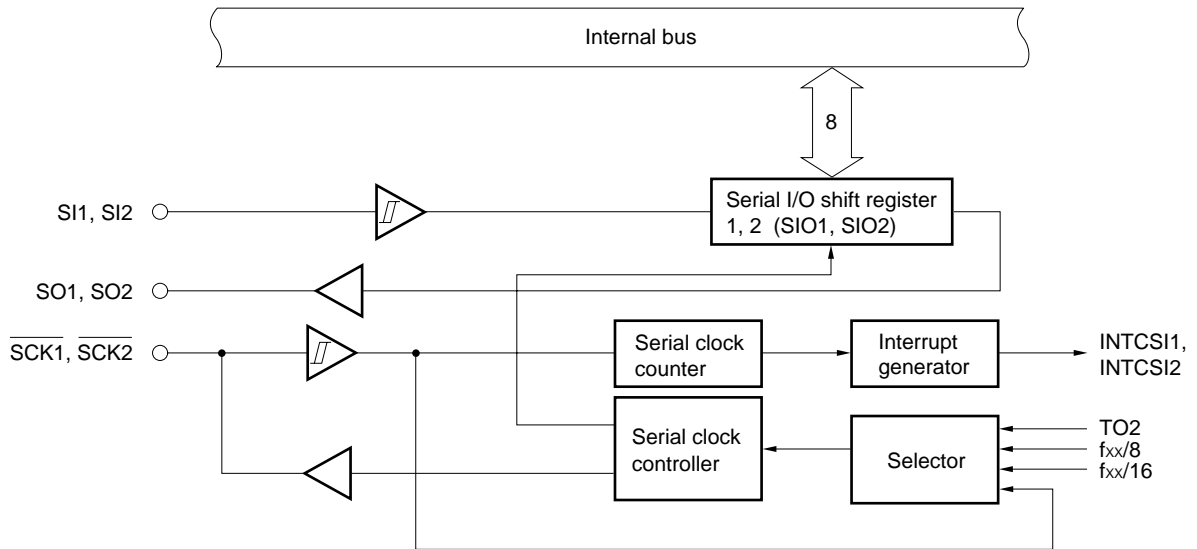 Internal bus
8
SI1, SI2
Serial I/O shift register
1, 2 (SIO1, SIO2)
SO1, SO2
SCK1, SCK2
Serial clock
counter
Interrupt
generator
INTCSI1,
INTCSI2
Serial clock
controller
Selector
TO2
fxx/8
fxx/16